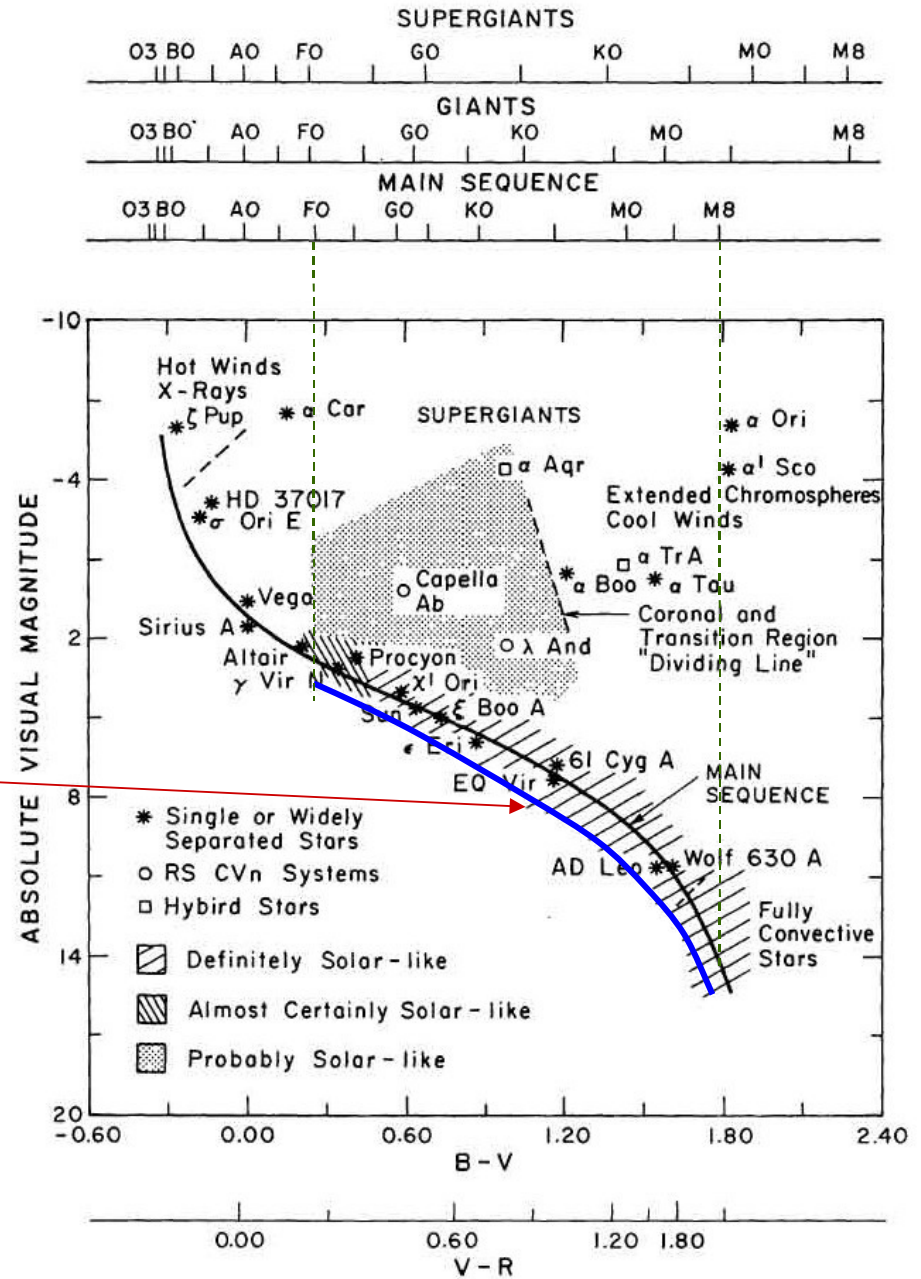 SUPERGIANTS
O3 BO AO FO GO KO MO M8
GIANTS
O3 BO AO FO GO KO MO M8
MAIN SEQUENCE
O3 BO AO FO GO KO MO M8
-10
Hot Winds
X-Rays
ζ Pup
α Car
SUPERGIANTS
α Ori
α Aqr
α' Sco
-4
HD 37017
σ Ori E
Extended Chromospheres
Cool Winds
α TrA
α Boo
α Tau
Capella
Ab
Vega
Sirius A
Coronal and
Transition Region
"Dividing Line"
2
λ And
Altair
Procyon
γ Vir N
χ' Ori
Sun
ξ Boo A
ϵ Eri
61 Cyg A
EQ Vir
MAIN
SEQUENCE
8
Single or Widely
Separated Stars
RS CVn Systems
Hybird Stars
AD Leo
Wolf 630 A
Fully
Convective
Stars
14
Definitely Solar-like
Almost Certainly Solar-like
Probably Solar-like
20
ABSOLUTE VISUAL MAGNITUDE
-0.60 0.00 0.60 1.20 1.80 2.40
B-V
0.00 0.60 1.20 1.80
V-R